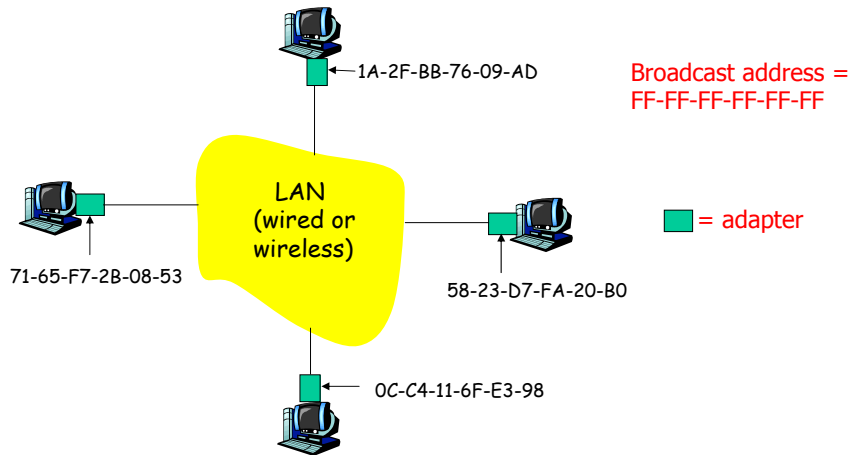 1A-2F-BB-76-09-AD
Broadcast address =
FF-FF-FF-FF-FF-FF
LAN
(wired or
wireless)
= adapter
71-65-F7-2B-08-53
58-23-D7-FA-20-B0
0C-C4-11-6F-E3-98